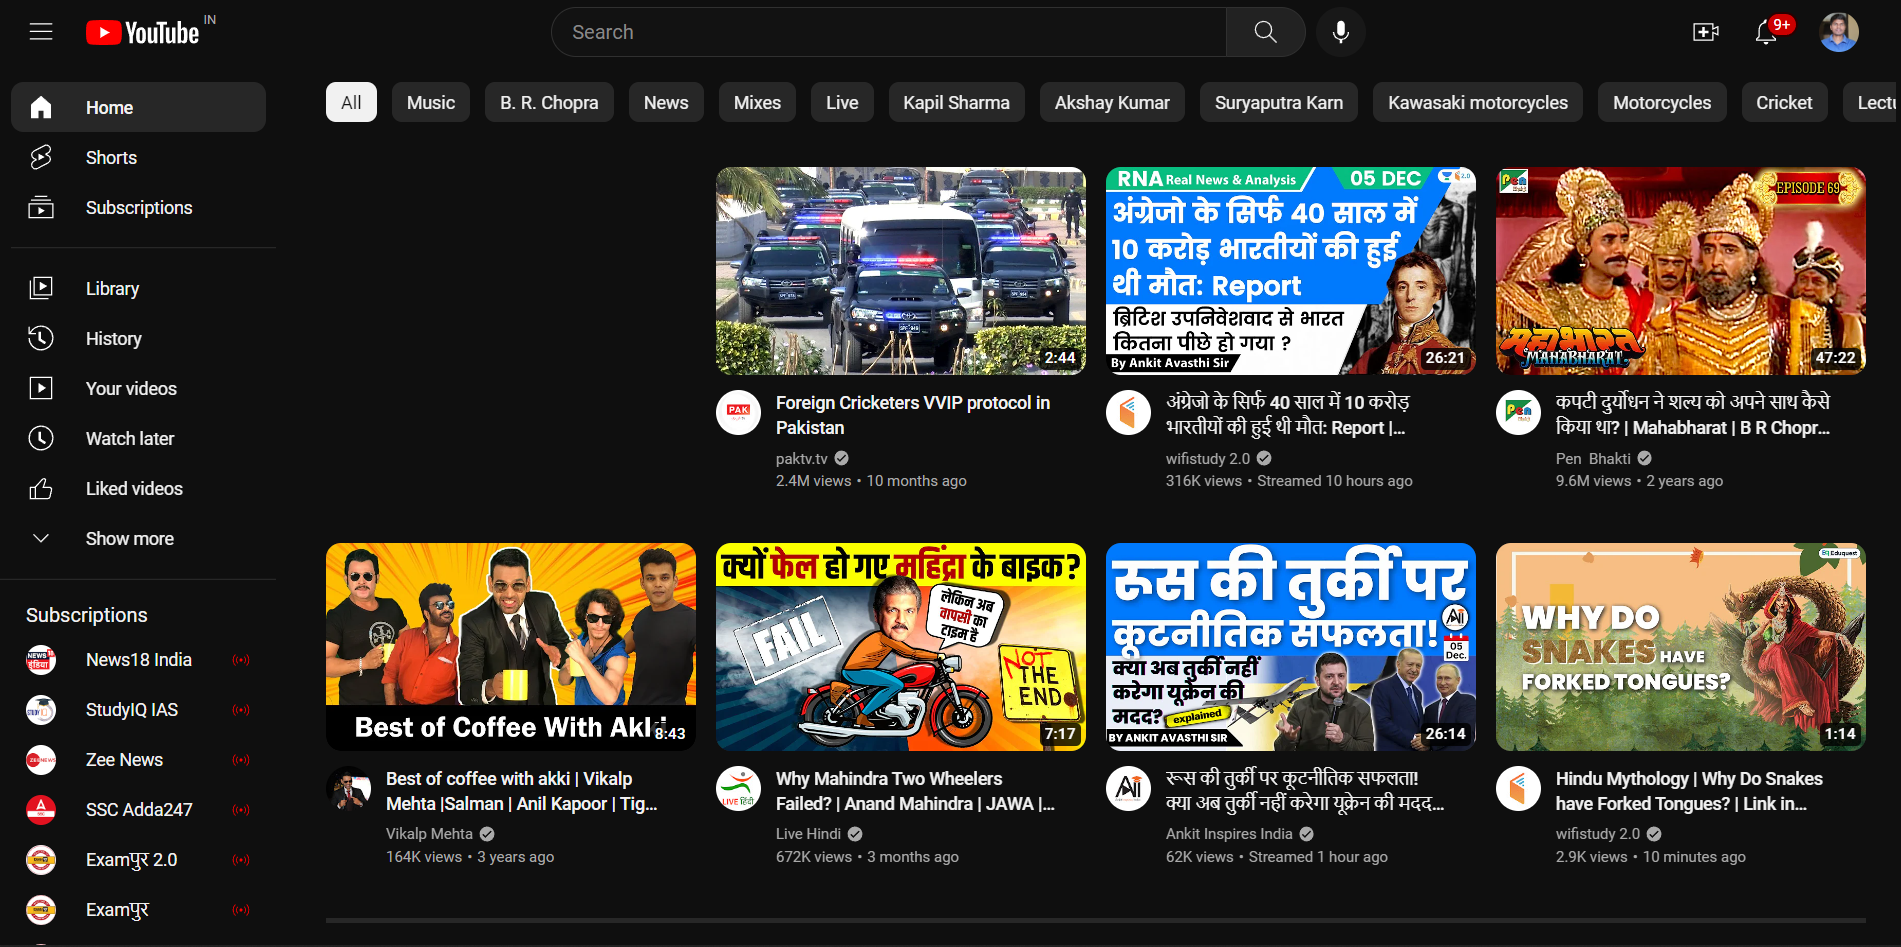 YouTube IN
Search
9+
Home
Shorts
Subscriptions
Library
History
Your videos
Watch later
Liked videos
Show more
Subscriptions
News18 India
StudyIQ IAS
Zee News
SSC Adda247
Examपुर 2.0
Examपुर
All Music B. R. Chopra News Mixes Live Kapil Sharma Akshay Kumar Suryaputra Karn Kawasaki motorcycles Motorcycles Cricket Lectu
2:44
PAK
Foreign Cricketers VVIP protocol in
Pakistan
paktv.tv
2.4M views • 10 months ago
RNA Real News & Analysis 05 DEC
अंग्रेजो के सिर्फ 40 साल में
10 करोड़ भारतीयों की हुई
थी मौत: Report
ब्रिटिश उपनिवेशवाद से भारत
कितना पीछे हो गया ?
By Ankit Avasthi Sir
26:21
अंग्रेजो के सिर्फ 40 साल में 10 करोड़
भारतीयों की हुई थी मौत: Report |...
wifistudy 2.0
316K views • Streamed 10 hours ago
Pen
EPISODE 69
महाभारत
MAHABHARAT
47:22
Pen
कपटी दुर्योधन ने शल्य को अपने साथ कैसे
किया था? | Mahabharat | B R Chopr...
Pen Bhakti
9.6M views • 2 years ago
Best of Coffee With Akki
8:43
Best of coffee with akki | Vikalp
Mehta |Salman | Anil Kapoor | Tig...
Vikalp Mehta
164K views • 3 years ago
क्यों फेल हो गए महिंद्रा के बाइक?
FAIL
लेकिन अब
वापसी का
टाइम है
NOT
THE
END
7:17
LIVE हिंदी
Why Mahindra Two Wheelers
Failed? | Anand Mahindra | JAWA |...
Live Hindi
672K views • 3 months ago
रूस की तुर्की पर
कूटनीतिक सफलता!
AiI
05
Dec.
क्या अब तुर्की नहीं
करेगा यूक्रेन की
मदद? explained
BY ANKIT AVASTHI SIR
26:14
AiI
रूस की तुर्की पर कूटनीतिक सफलता!
क्या अब तुर्की नहीं करेगा यूक्रेन की मदद...
Ankit Inspires India
62K views • Streamed 1 hour ago
Eduquest
WHY DO
SNAKES HAVE
FORKED TONGUES?
1:14
Hindu Mythology | Why Do Snakes
have Forked Tongues? | Link in...
wifistudy 2.0
2.9K views • 10 minutes ago